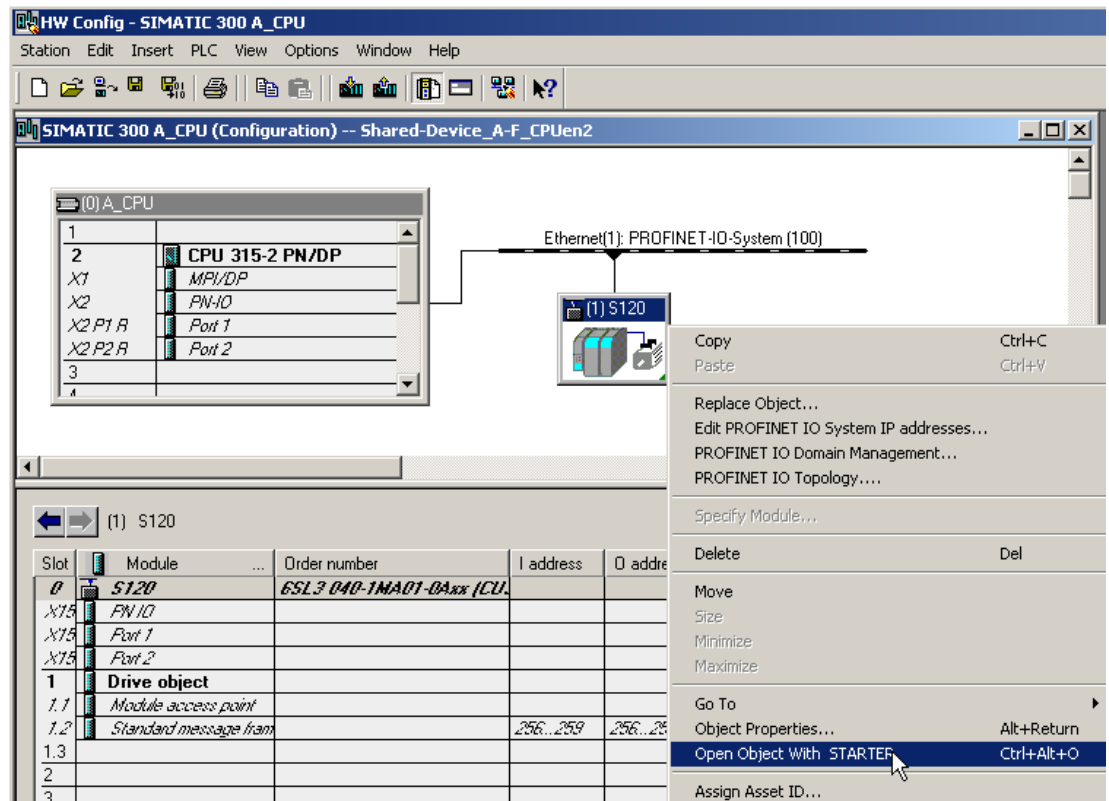 HW Config - SIMATIC 300 A_CPU
Station Edit Insert PLC View Options Window Help
SIMATIC 300 A_CPU (Configuration) -- Shared-Device_A-F_CPUen2
(0) A_CPU
1
2 CPU 315-2 PN/DP
X1 MPI/DP
X2 PN-IO
X2 P1 R Port 1
X2 P2 R Port 2
3
4
Ethernet(1): PROFINET-IO-System (100)
(1) S120
Copy Ctrl+C
Paste Ctrl+V
Replace Object...
Edit PROFINET IO System IP addresses...
PROFINET IO Domain Management...
PROFINET IO Topology....
Specify Module...
Delete Del
Move
Size
Minimize
Maximize
Go To
Object Properties... Alt+Return
Open Object With STARTER Ctrl+Alt+O
Assign Asset ID...
(1) S120
Slot Module ... Order number I address O addre
0 S120 6SL3 040-1MA01-0Axx (CU.
X15 PN IO
X15 Port 1
X15 Port 2
1 Drive object
1.1 Module access point
1.2 Standard message fram 256...259 256...25
1.3
2
3